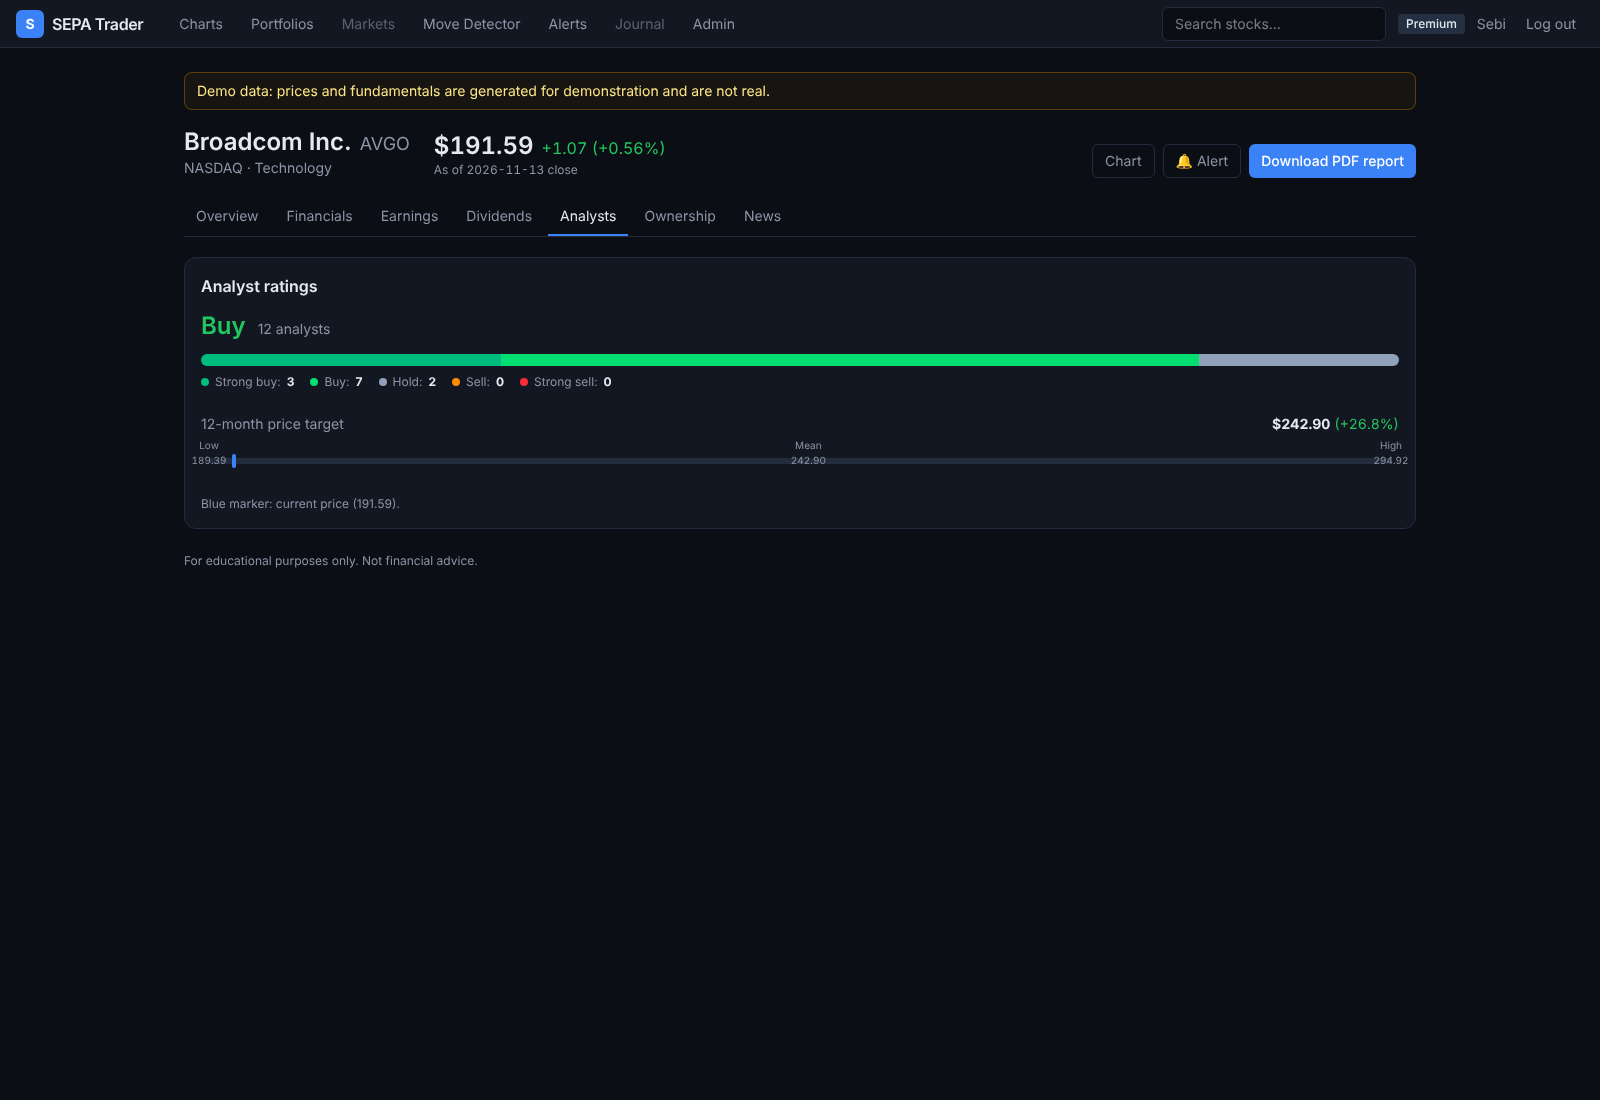 S SEPA Trader Charts Portfolios Markets Move Detector Alerts Journal Admin Search stocks... Premium Sebi Log out
Demo data: prices and fundamentals are generated for demonstration and are not real.
Broadcom Inc. AVGO $191.59 +1.07 (+0.56%)
NASDAQ · Technology As of 2026-11-13 close
Chart 🔔 Alert Download PDF report
Overview Financials Earnings Dividends Analysts Ownership News
Analyst ratings
Buy 12 analysts
Strong buy: 3 Buy: 7 Hold: 2 Sell: 0 Strong sell: 0
12-month price target $242.90 (+26.8%)
Low Mean High
189.39 242.90 294.92
Blue marker: current price (191.59).
For educational purposes only. Not financial advice.